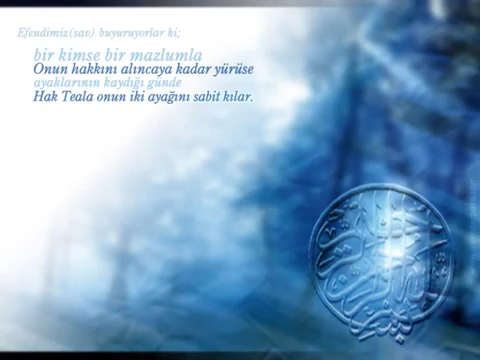 Efendimiz(sav) buyuruyorlar ki;
bir kimse bir mazlumla
Onun hakkını alıncaya kadar yürüse
ayaklarının kaydığı günde
Hak Teala onun iki ayağını sabit kılar.